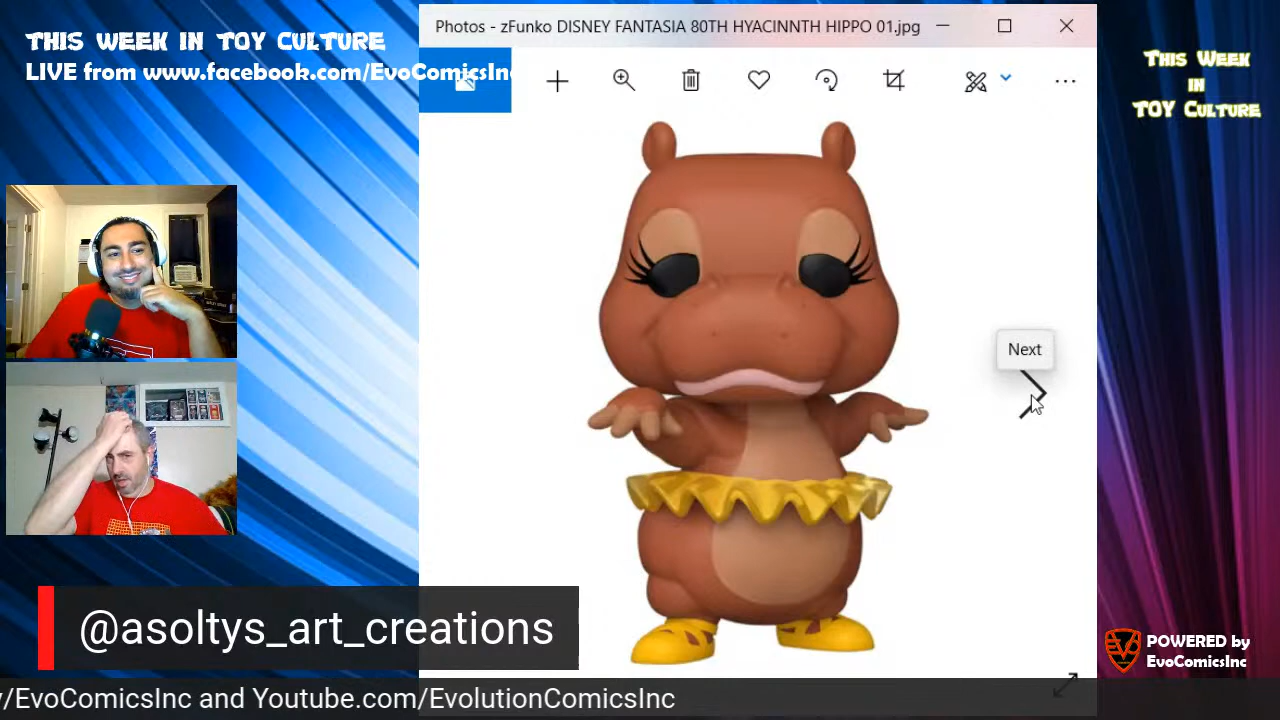 THIS WEEK IN TOY CULTURE
LIVE from www.facebook.com/EvoComicsInc
Photos - zFunko DISNEY FANTASIA 80TH HYACINNTH HIPPO 01.jpg
This Week
in
TOY Culture
Next
@asoltys_art_creations
POWERED by
EvoComicsInc
/EvoComicsInc and Youtube.com/EvolutionComicsInc